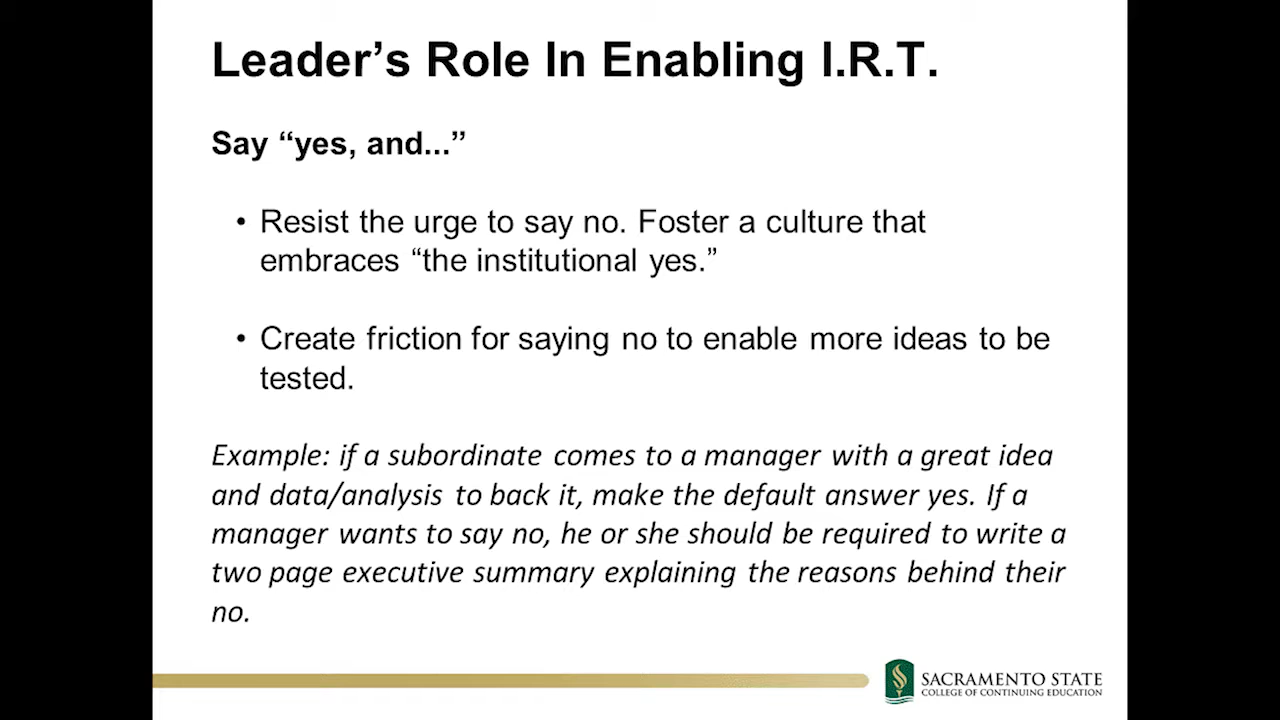 Leader’s Role In Enabling I.R.T.
Say “yes, and...”
• Resist the urge to say no. Foster a culture that
embraces “the institutional yes.”
• Create friction for saying no to enable more ideas to be
tested.
Example: if a subordinate comes to a manager with a great idea
and data/analysis to back it, make the default answer yes. If a
manager wants to say no, he or she should be required to write a
two page executive summary explaining the reasons behind their
no.
SACRAMENTO STATE
COLLEGE OF CONTINUING EDUCATION